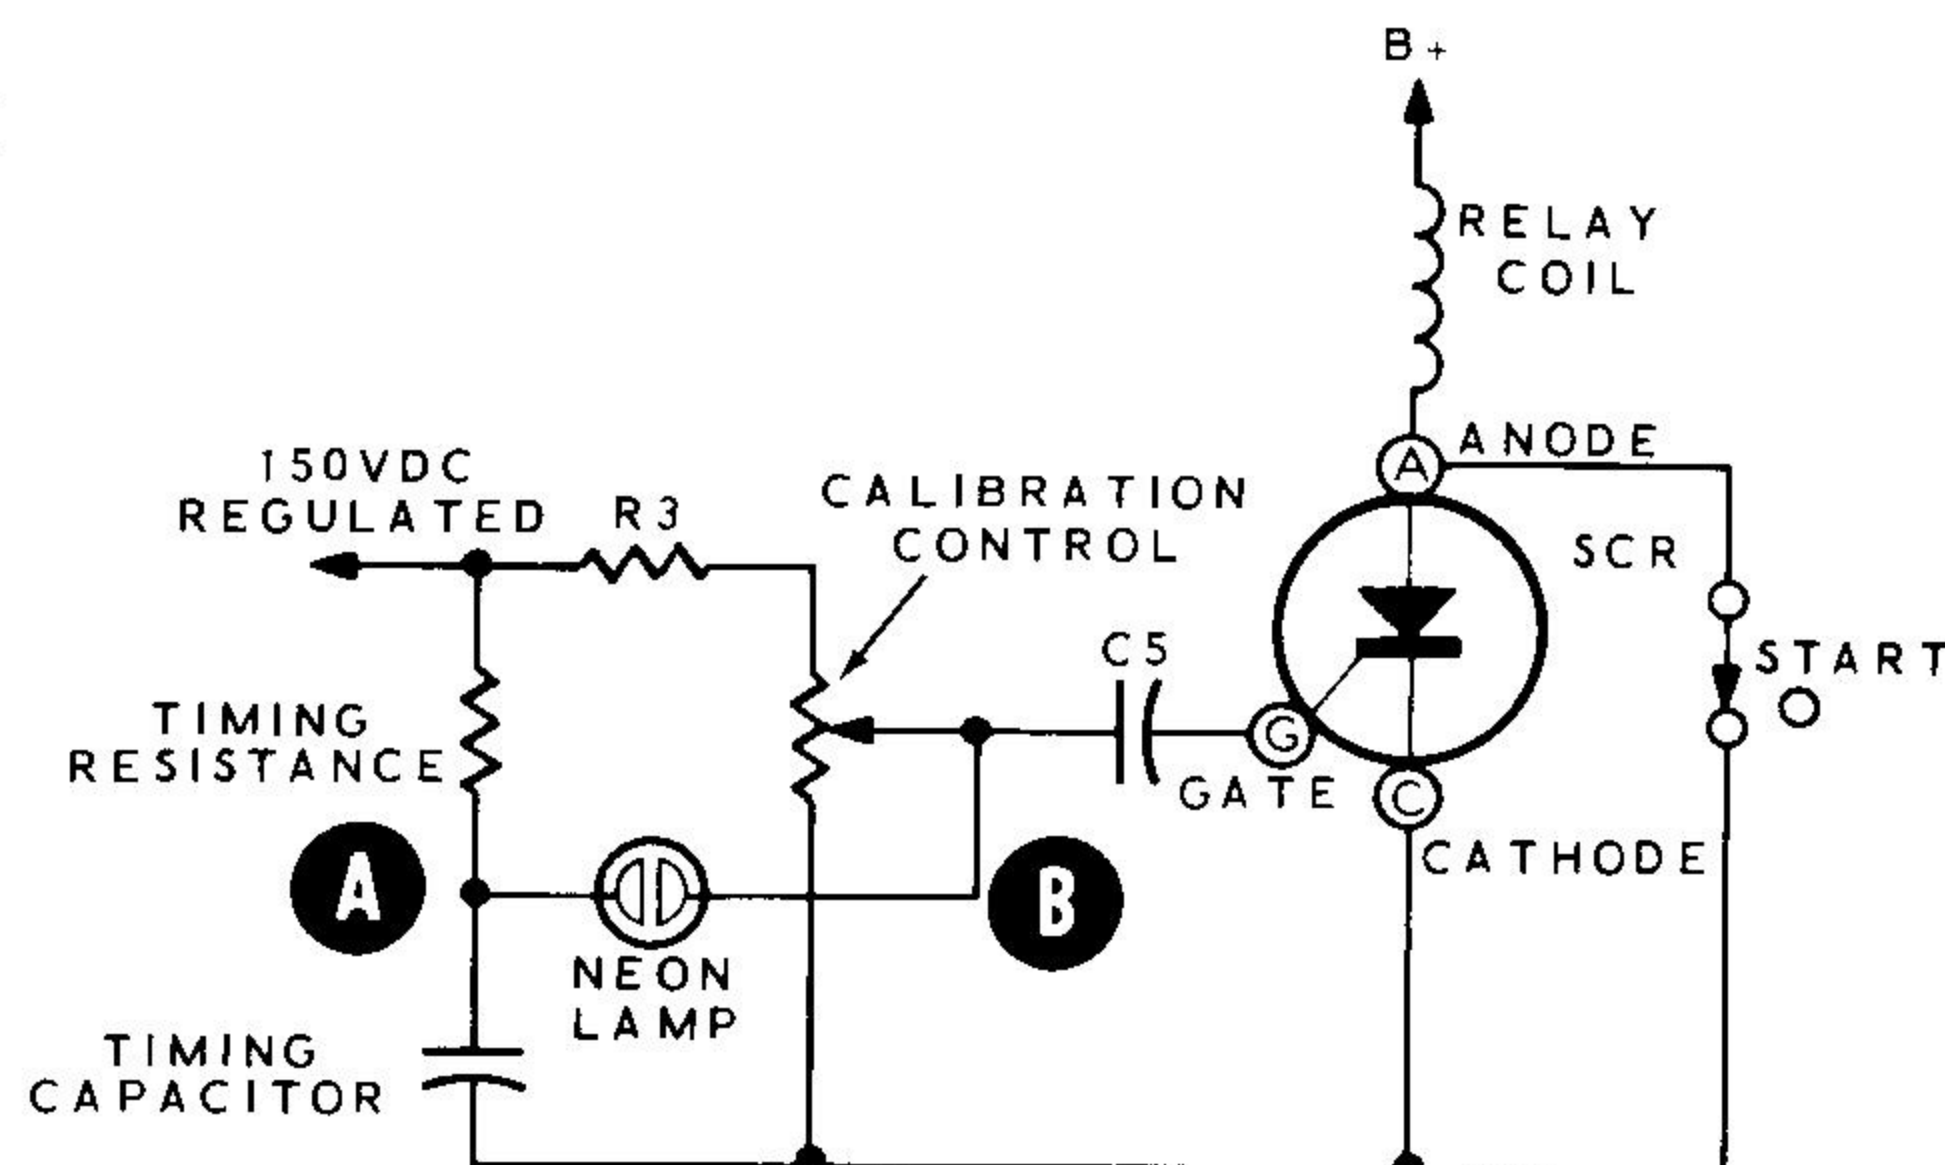 B+
RELAY
COIL
A ANODE
150VDC
REGULATED
R3
CALIBRATION
CONTROL
SCR
C5
START
TIMING
RESISTANCE
G
GATE
C
CATHODE
A
B
NEON
LAMP
TIMING
CAPACITOR